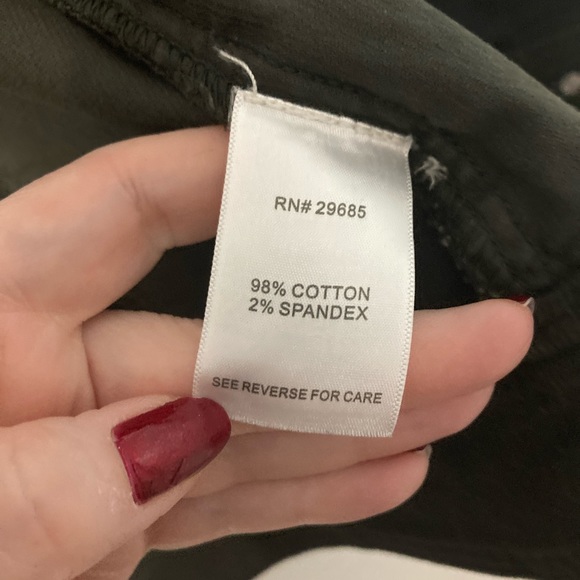 RN# 29685
98% COTTON
2% SPANDEX
SEE REVERSE FOR CARE